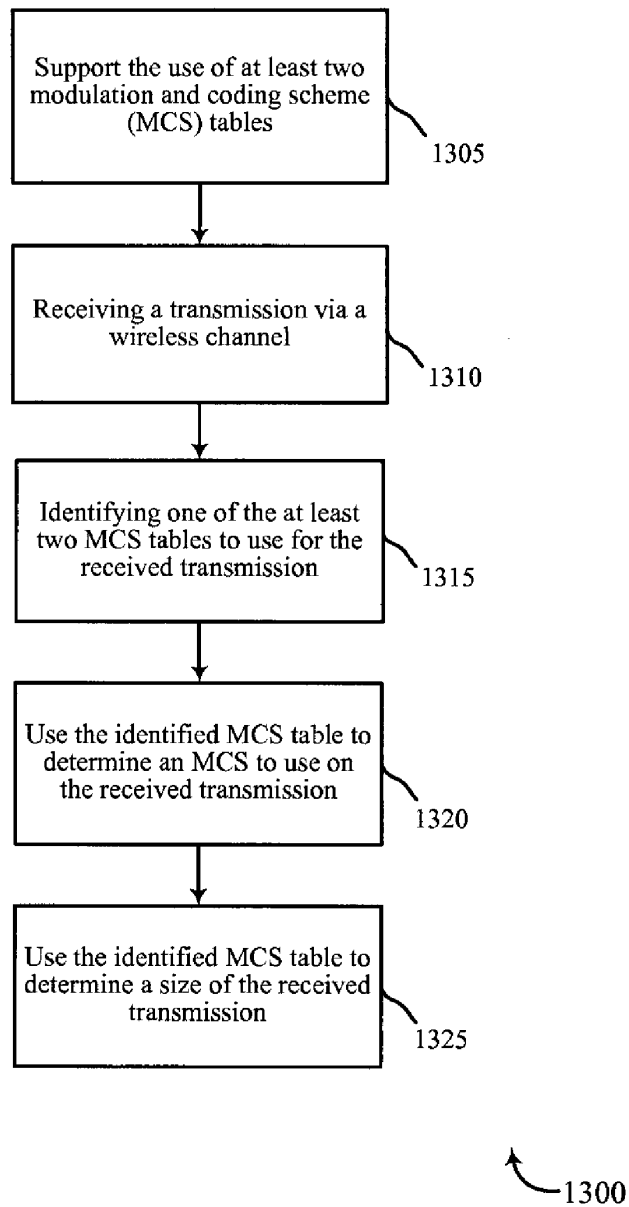 Support the use of at least two
modulation and coding scheme
(MCS) tables
1305
Receiving a transmission via a
wireless channel
1310
Identifying one of the at least
two MCS tables to use for the
received transmission
1315
Use the identified MCS table to
determine an MCS to use on
the received transmission
1320
Use the identified MCS table to
determine a size of the received
transmission
1325
1300